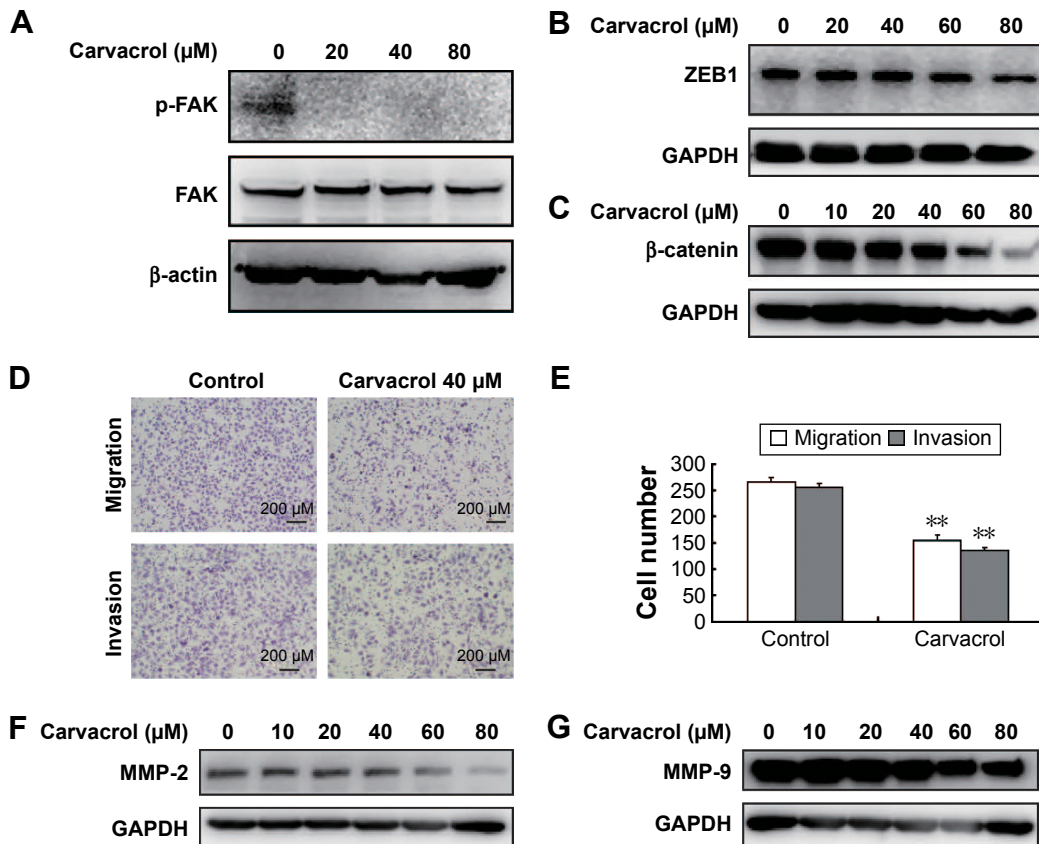 A
Carvacrol (µM) 0 20 40 80
p-FAK
FAK
β-actin
B
Carvacrol (µM) 0 20 40 60 80
ZEB1
GAPDH
C
Carvacrol (µM) 0 10 20 40 60 80
β-catenin
GAPDH
D
Control Carvacrol 40 µM
Migration
200 µM 200 µM
Invasion
200 µM 200 µM
E
Migration Invasion
Cell number
300
250
200
150
100
50
0
** **
Control Carvacrol
F
Carvacrol (µM) 0 10 20 40 60 80
MMP-2
GAPDH
G
Carvacrol (µM) 0 10 20 40 60 80
MMP-9
GAPDH